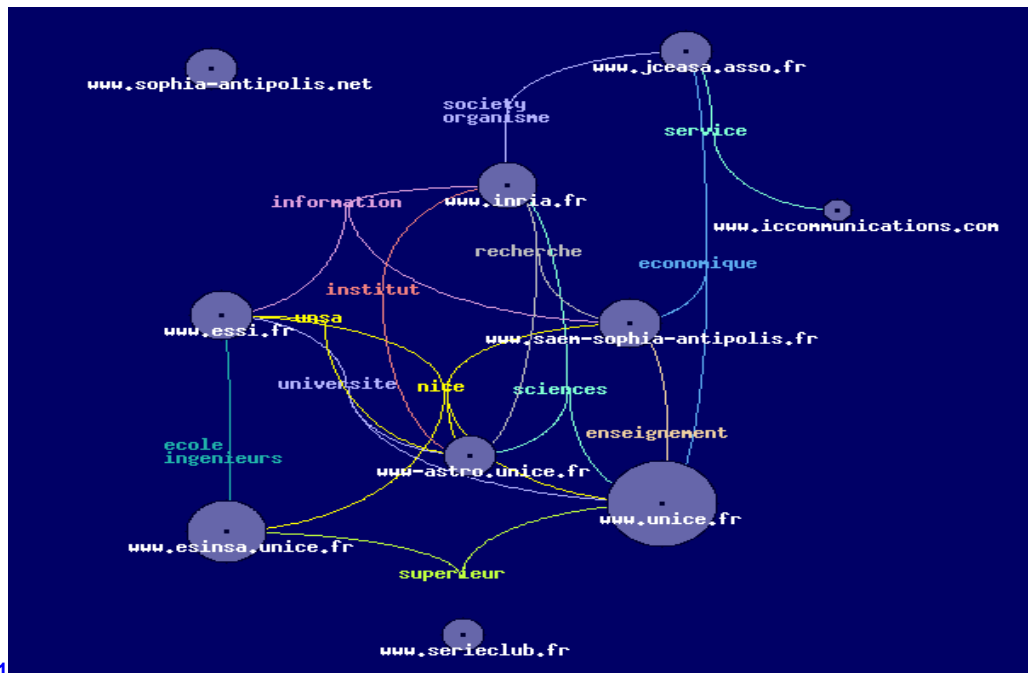 www.sophia-antipolis.net
www.jceasa.asso.fr
society
organisme
service
information
www.inria.fr
www.iccommunications.com
recherche
economique
institut
unsa
www.essi.fr
www.saem-sophia-antipolis.fr
universite
nice
sciences
enseignement
ecole
ingenieurs
www-astro.unice.fr
www.unice.fr
www.esinsa.unice.fr
superieur
www.serieclub.fr
1